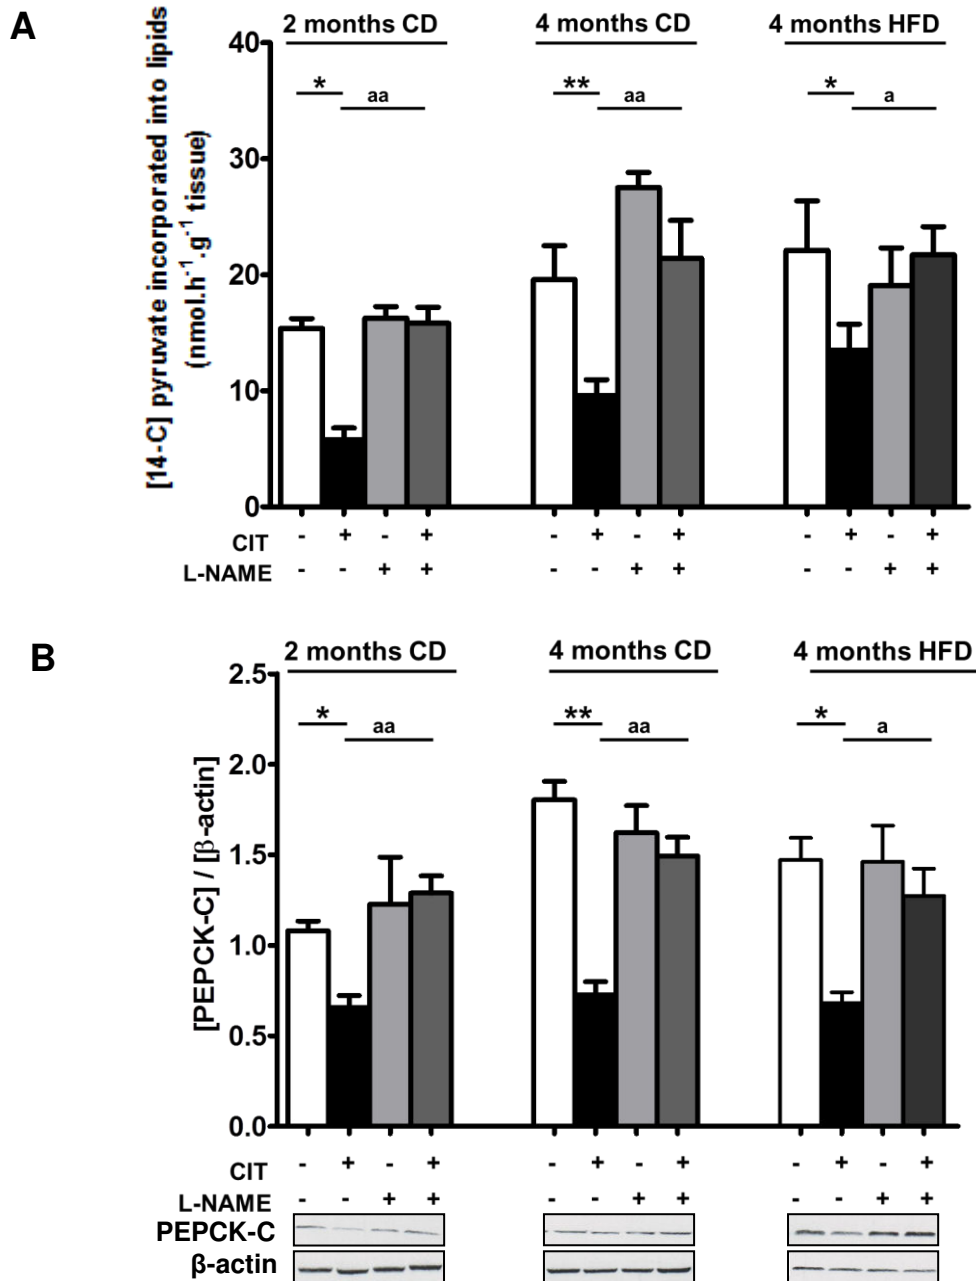 A
2 months CD 4 months CD 4 months HFD
[14-C] pyruvate incorporated into lipids
(nmol.h⁻¹.g⁻¹ tissue)
40
* aa ** aa * a
30
20
10
0
CIT - + - + - + - + - + - +
L-NAME - - + + - - + + - - + +
B
2 months CD 4 months CD 4 months HFD
[PEPCK-C] / [β-actin]
2.5
* aa ** aa * a
2.0
1.5
1.0
0.5
0.0
CIT - + - + - + - + - + - +
L-NAME - - + + - - + + - - + +
PEPCK-C
β-actin